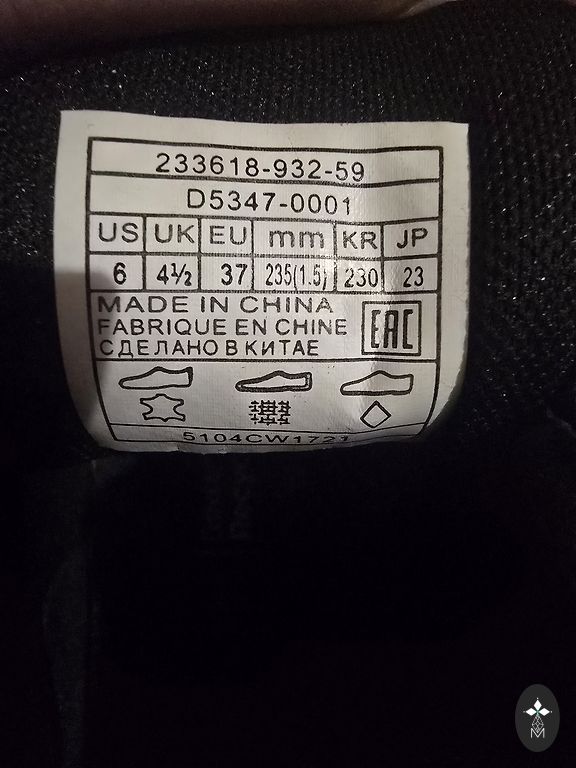 233618-932-59
D5347-0001
US UK EU mm KR JP
6 4½ 37 235(1.5) 230 23
MADE IN CHINA
FABRIQUE EN CHINE
СДЕЛАНО В КИТАЕ
EAC
5104CW1721
M